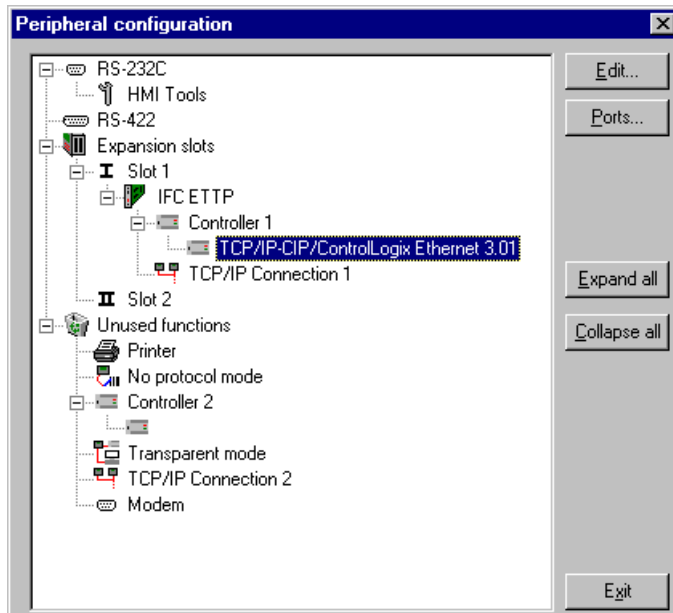 Peripheral configuration
RS-232C
HMI Tools
RS-422
Expansion slots
I Slot 1
IFC ETTP
Controller 1
TCP/IP-CIP/ControlLogix Ethernet 3.01
TCP/IP Connection 1
II Slot 2
Unused functions
Printer
No protocol mode
Controller 2
Transparent mode
TCP/IP Connection 2
Modem
Edit...
Ports...
Expand all
Collapse all
Exit